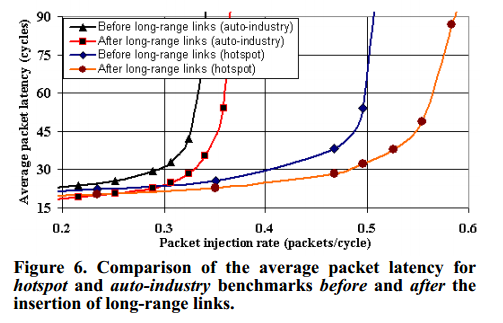 90
75
60
45
30
15
Average packet latency (cycles)
Before long-range links (auto-industry)
After long-range links (auto-industry)
Before long-range links (hotspot)
After long-range links (hotspot)
0.2 0.3 0.4 0.5 0.6
Packet injection rate (packets/cycle)
Figure 6. Comparison of the average packet latency for
hotspot and auto-industry benchmarks before and after the
insertion of long-range links.